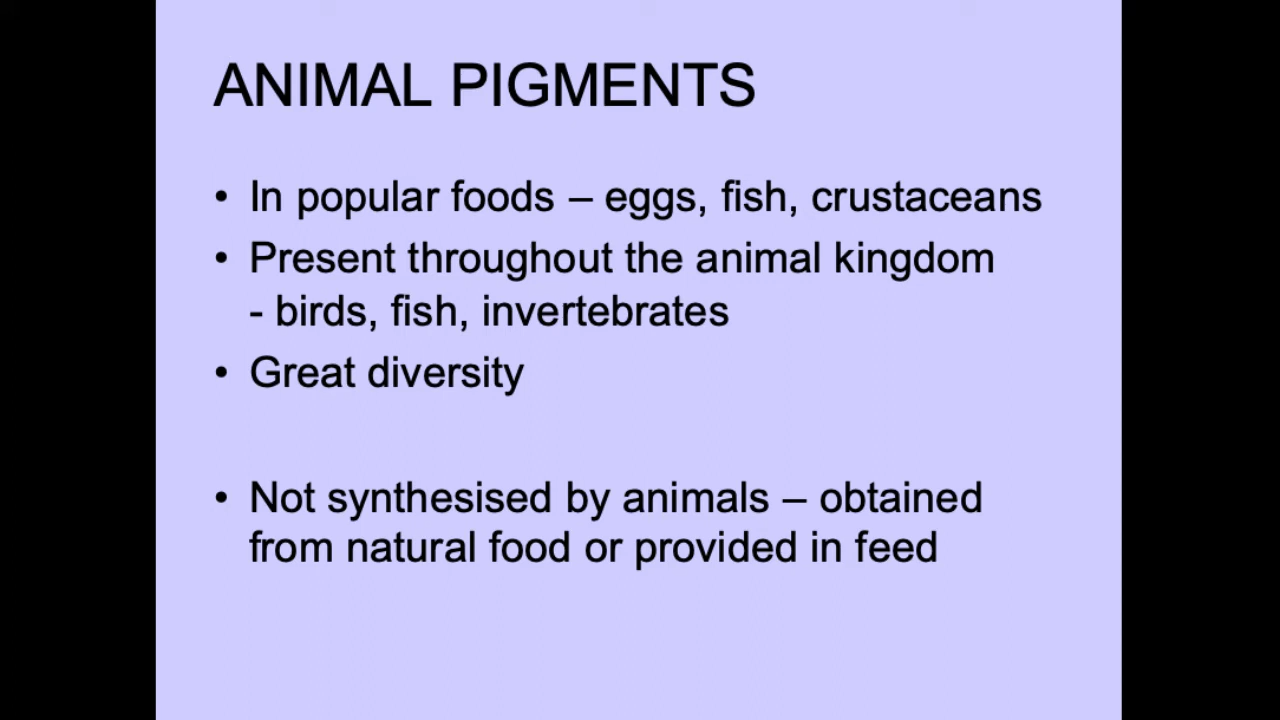 ANIMAL PIGMENTS
• In popular foods – eggs, fish, crustaceans
• Present throughout the animal kingdom
- birds, fish, invertebrates
• Great diversity
• Not synthesised by animals – obtained
from natural food or provided in feed